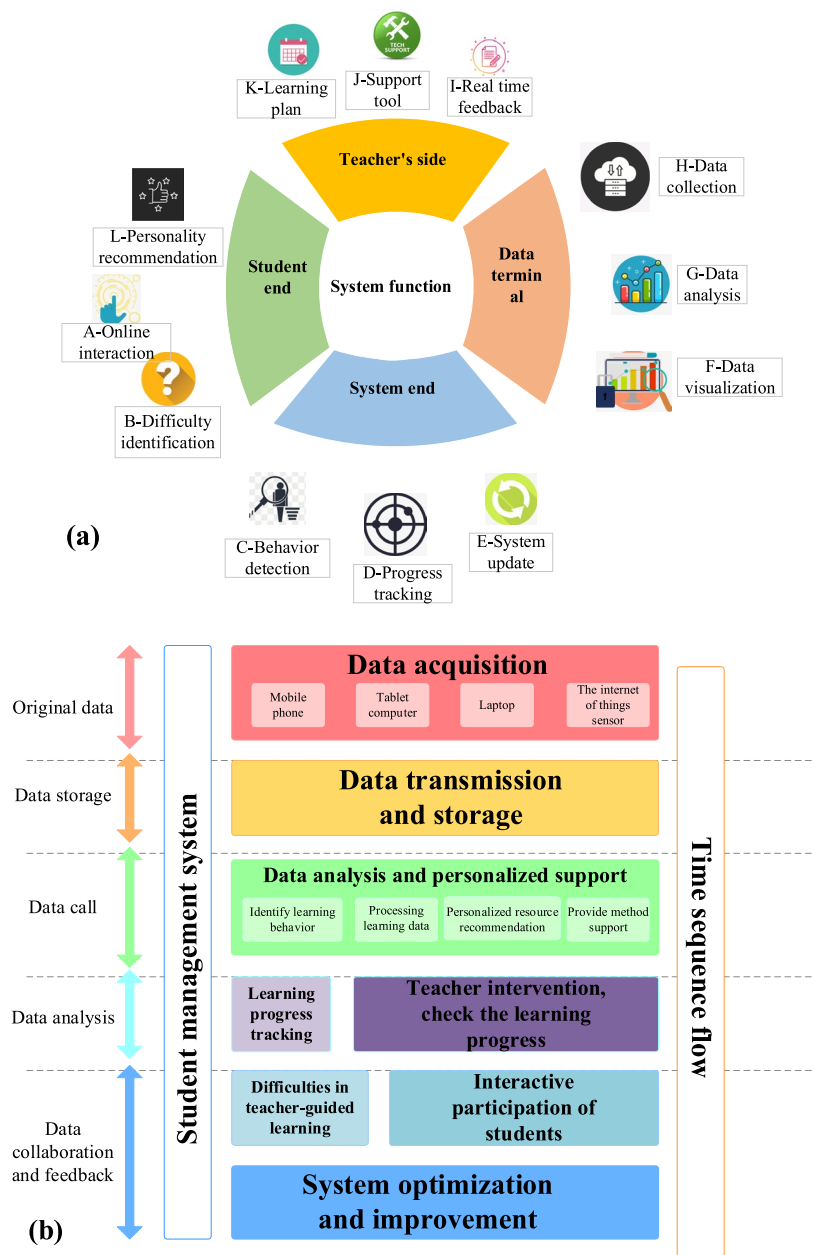 K-Learning
plan
TECH
SUPPORT
J-Support
tool
I-Real time
feedback
Teacher's side
H-Data
collection
L-Personality
recommendation
Student
end
System function
Data
termin
al
G-Data
analysis
A-Online
interaction
?
B-Difficulty
identification
System end
F-Data
visualization
(a)
C-Behavior
detection
D-Progress
tracking
E-System
update
Original data
Data storage
Data call
Data analysis
Data
collaboration
and feedback
Student management system
Data acquisition
Mobile
phone
Tablet
computer
Laptop
The internet
of things
sensor
Data transmission
and storage
Data analysis and personalized support
Identify learning
behavior
Processing
learning data
Personalized resource
recommendation
Provide method
support
Learning
progress
tracking
Teacher intervention,
check the learning
progress
Difficulties in
teacher-guided
learning
Interactive
participation of
students
System optimization
and improvement
Time sequence flow
(b)